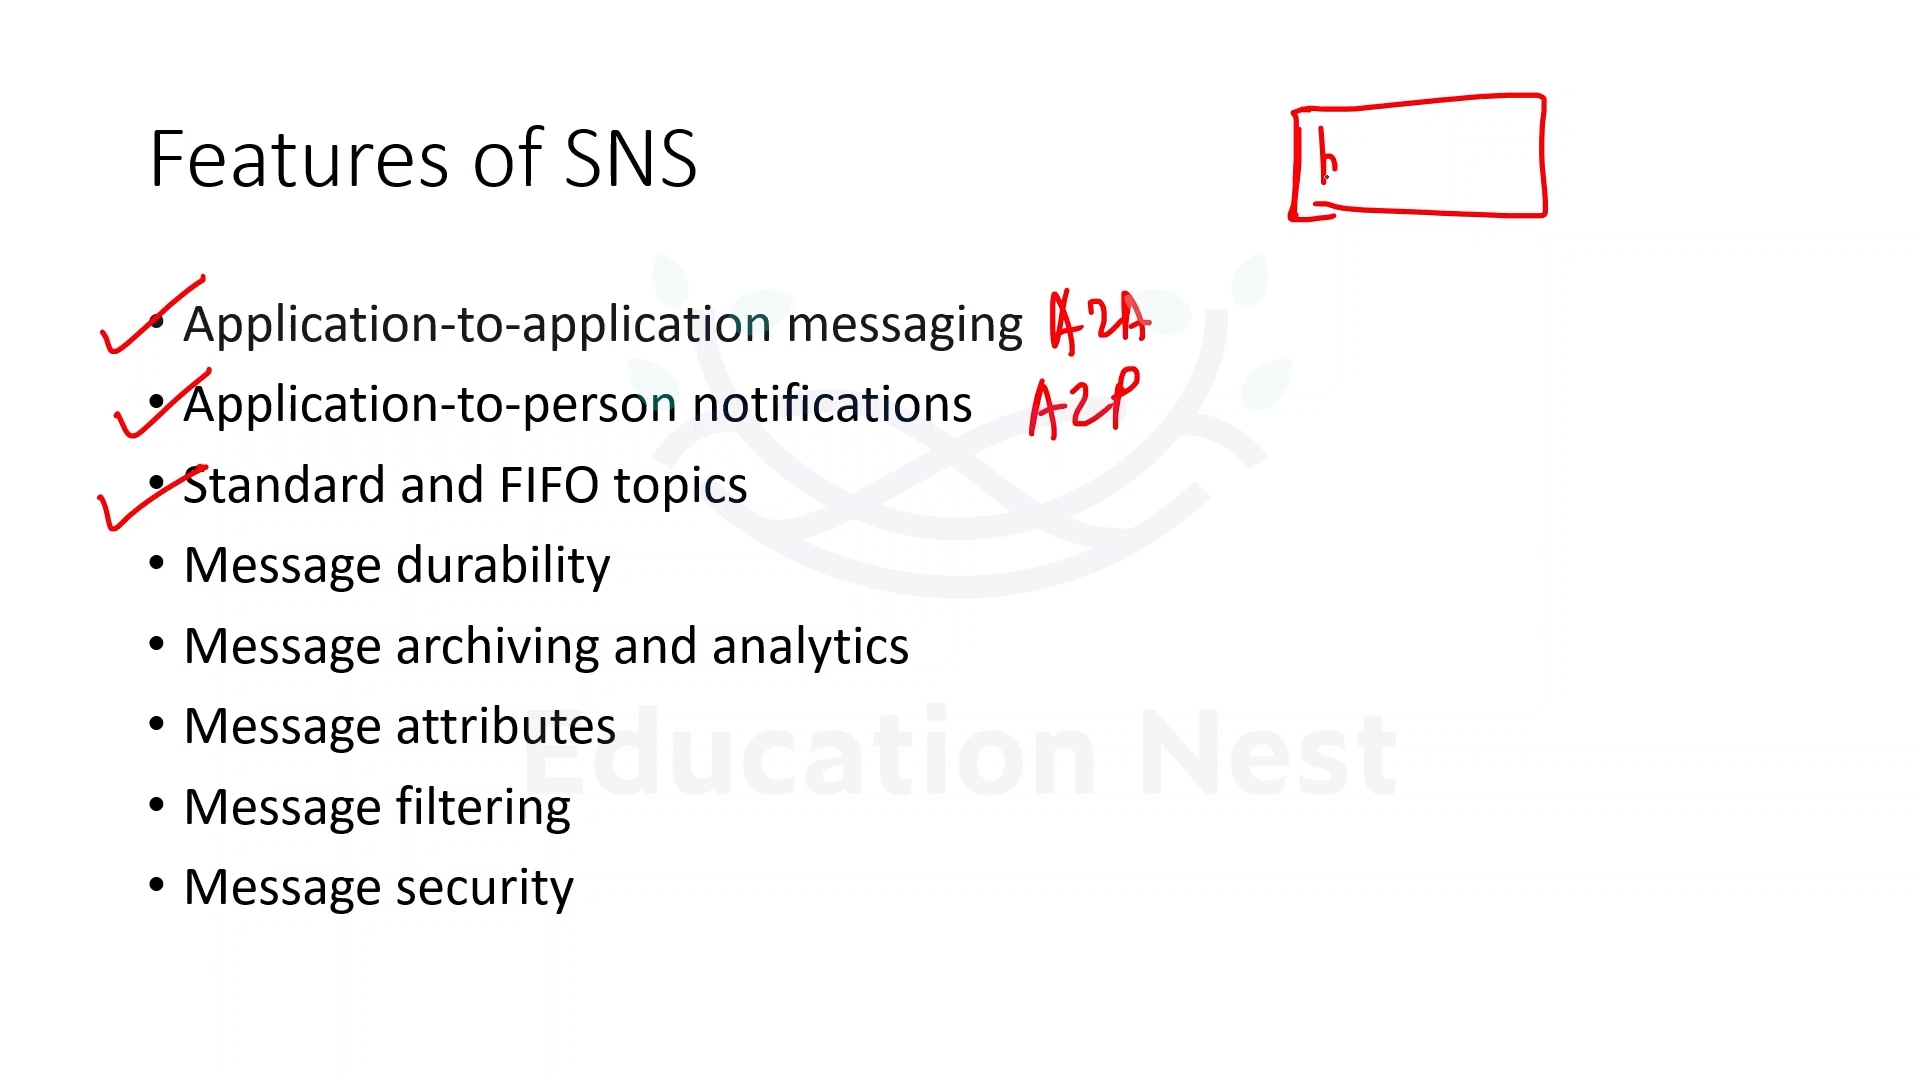 Features of SNS
• Application-to-application messaging A2A
• Application-to-person notifications A2P
• Standard and FIFO topics
• Message durability
• Message archiving and analytics
• Message attributes
• Message filtering
• Message security
Education Nest